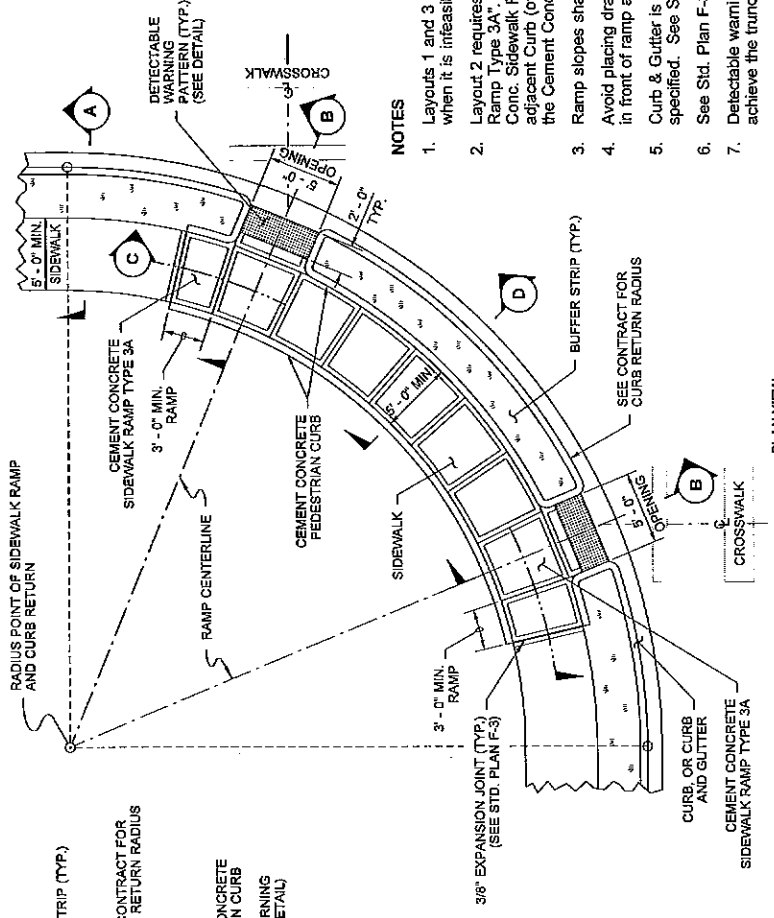 RADIUS POINT OF SIDEWALK RAMP
AND CURB RETURN
STRIP (TYP.)
CONTRACT FOR
RETURN RADIUS
CONCRETE
CURB
5' - 0" MIN.
SIDEWALK
A
DETECTABLE
WARNING
PATTERN (TYP.)
(SEE DETAIL)
C
CEMENT CONCRETE
SIDEWALK RAMP TYPE 3A
3' - 0" MIN.
RAMP
CROSSWALK
B
5' - 0"
OPENING
2' - 0"
TYP.
RAMP CENTERLINE
CEMENT CONCRETE
PEDESTRIAN CURB
5' - 0" MIN.
SIDEWALK
D
BUFFER STRIP (TYP.)
SEE CONTRACT FOR
CURB RETURN RADIUS
3' - 0" MIN.
RAMP
3/8" EXPANSION JOINT (TYP.)
(SEE STD. PLAN F-3)
5' - 0"
OPENING
B
CROSSWALK
CURB, OR CURB
AND GUTTER
CEMENT CONCRETE
SIDEWALK RAMP TYPE 3A
PLAN VIEW
NOTES
1. Layouts 1 and 3
when it is infeasib
2. Layout 2 requires
Ramp Type 3A".
Conc. Sidewalk R
adjacent Curb (o
the Cement Conc
3. Ramp slopes sha
4. Avoid placing dra
in front of ramp a
5. Curb & Gutter is
specified. See S
6. See Std. Plan F-
7. Detectable warni
achieve the trunc